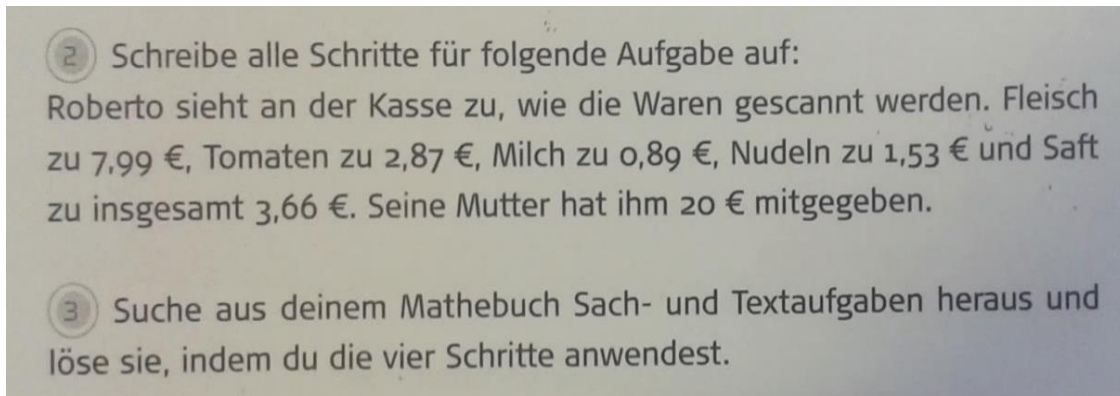 2 Schreibe alle Schritte für folgende Aufgabe auf:
Roberto sieht an der Kasse zu, wie die Waren gescannt werden. Fleisch
zu 7,99 €, Tomaten zu 2,87 €, Milch zu 0,89 €, Nudeln zu 1,53 € und Saft
zu insgesamt 3,66 €. Seine Mutter hat ihm 20 € mitgegeben.
3 Suche aus deinem Mathebuch Sach- und Textaufgaben heraus und
löse sie, indem du die vier Schritte anwendest.